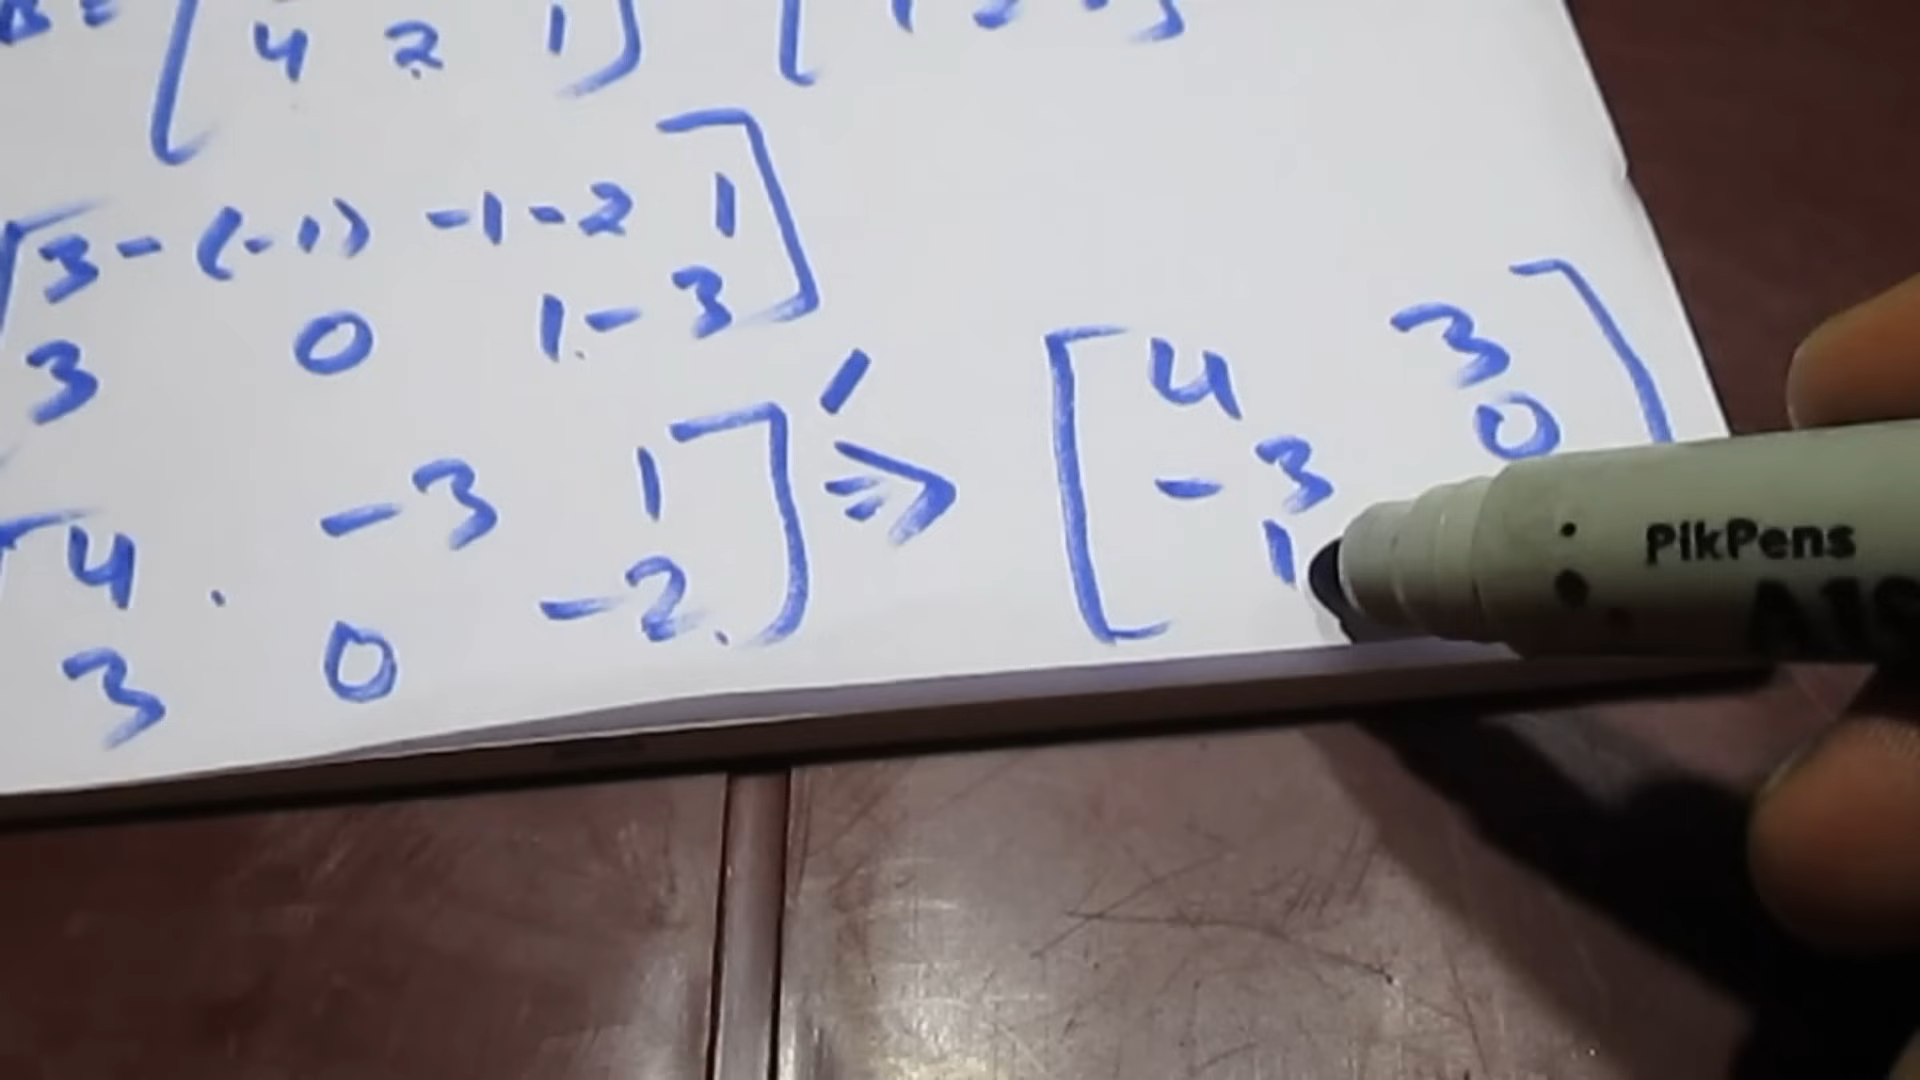 B = [ 4 2 1 ] [
[ 3-(-1) -1-2 1 ]
3 0 1-3
[ 4 -3 1 ]' ⇒ [ 4 3 ]
3 0 -2 -3 0
1
PikPens